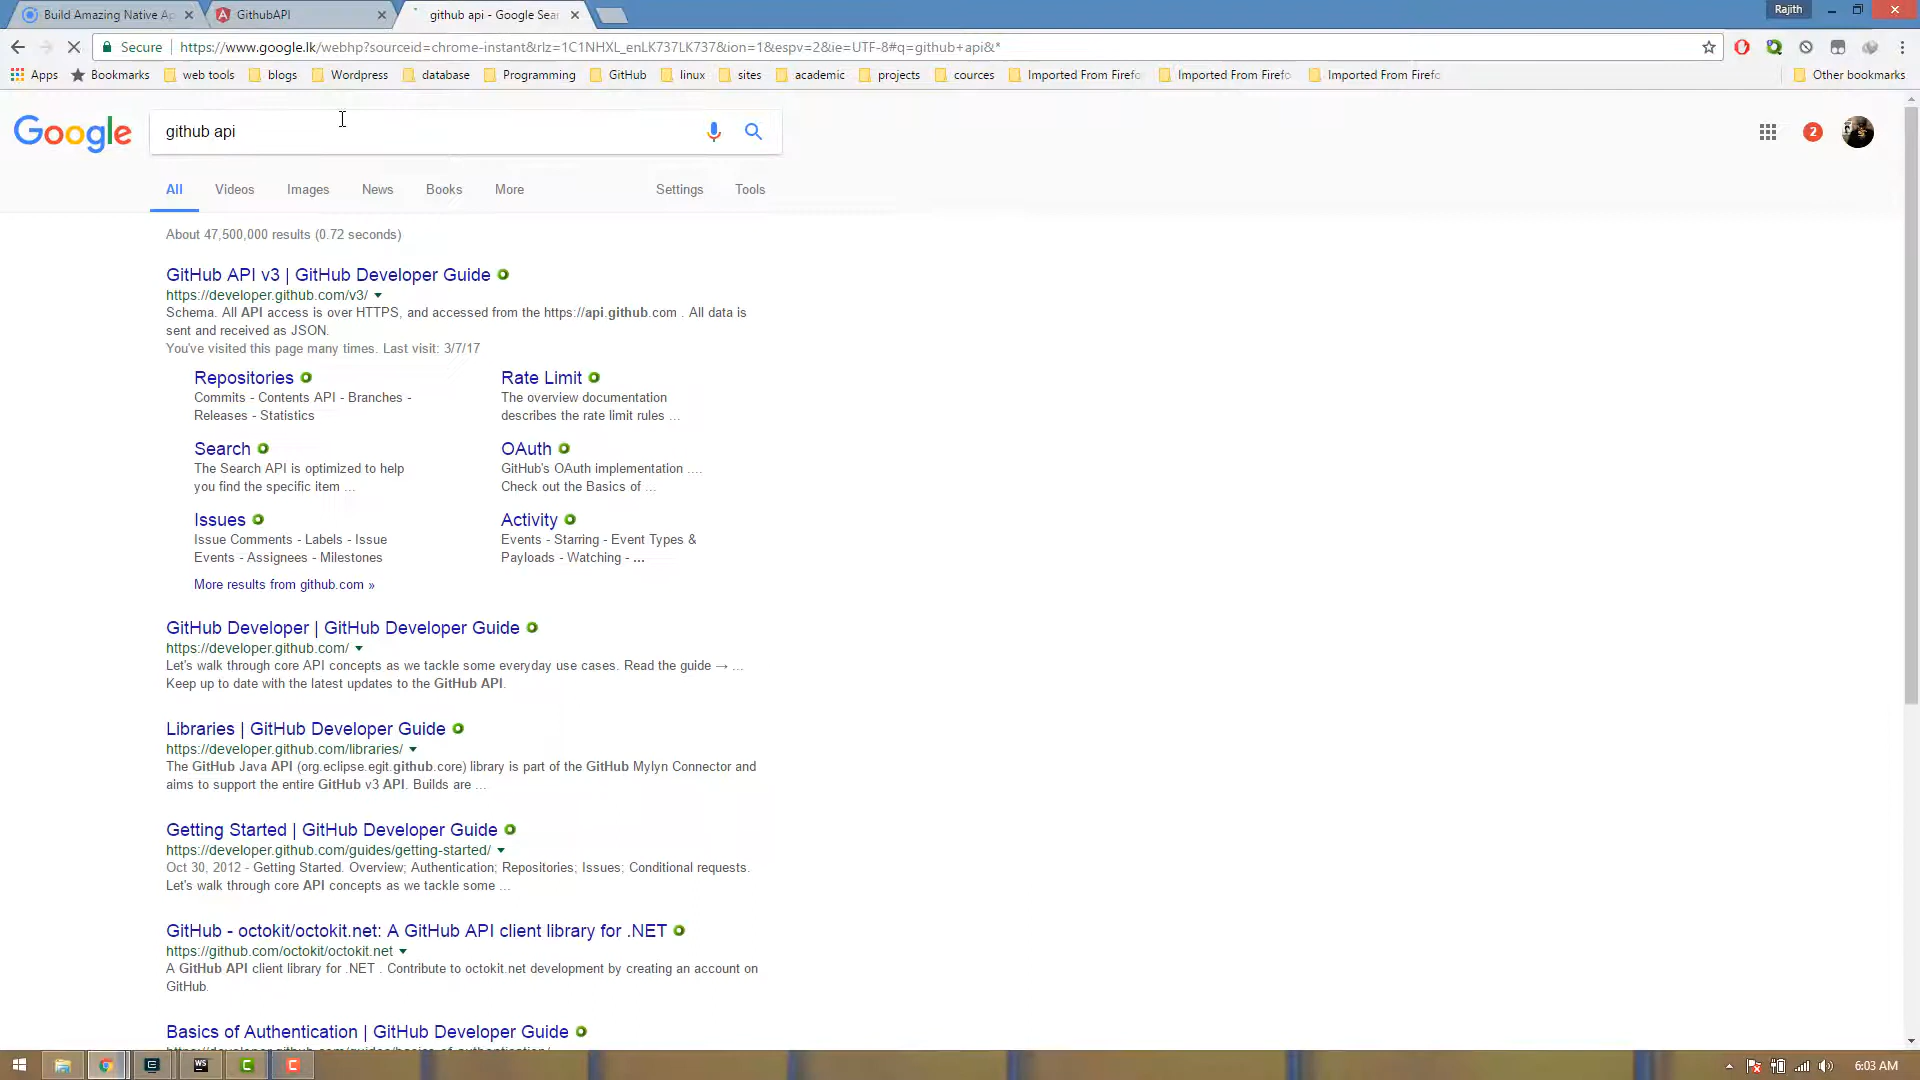 Build Amazing Native Ap
GithubAPI
github api - Google Sear
Rajith
Secure
https://www.google.lk/webhp?sourceid=chrome-instant&rlz=1C1NHXL_enLK737LK737&ion=1&espv=2&ie=UTF-8#q=github+api&*
Apps
Bookmarks
web tools
blogs
Wordpress
database
Programming
GitHub
linux
sites
academic
projects
cources
Imported From Firefo
Imported From Firefo
Imported From Firefo
Other bookmarks
Google
github api
2
All
Videos
Images
News
Books
More
Settings
Tools
About 47,500,000 results (0.72 seconds)
GitHub API v3 | GitHub Developer Guide
https://developer.github.com/v3/
Schema. All API access is over HTTPS, and accessed from the https://api.github.com . All data is
sent and received as JSON.
You've visited this page many times. Last visit: 3/7/17
Repositories
Commits - Contents API - Branches -
Releases - Statistics
Rate Limit
The overview documentation
describes the rate limit rules ...
Search
The Search API is optimized to help
you find the specific item ...
OAuth
GitHub's OAuth implementation ....
Check out the Basics of ...
Issues
Issue Comments - Labels - Issue
Events - Assignees - Milestones
Activity
Events - Starring - Event Types &
Payloads - Watching - ...
More results from github.com »
GitHub Developer | GitHub Developer Guide
https://developer.github.com/
Let's walk through core API concepts as we tackle some everyday use cases. Read the guide → ...
Keep up to date with the latest updates to the GitHub API.
Libraries | GitHub Developer Guide
https://developer.github.com/libraries/
The GitHub Java API (org.eclipse.egit.github.core) library is part of the GitHub Mylyn Connector and
aims to support the entire GitHub v3 API. Builds are ...
Getting Started | GitHub Developer Guide
https://developer.github.com/guides/getting-started/
Oct 30, 2012 - Getting Started. Overview; Authentication; Repositories; Issues; Conditional requests.
Let's walk through core API concepts as we tackle some ...
GitHub - octokit/octokit.net: A GitHub API client library for .NET
https://github.com/octokit/octokit.net
A GitHub API client library for .NET . Contribute to octokit.net development by creating an account on
GitHub.
Basics of Authentication | GitHub Developer Guide
https://developer.github.com/guides/basics-of-authentication/
WS
6:03 AM